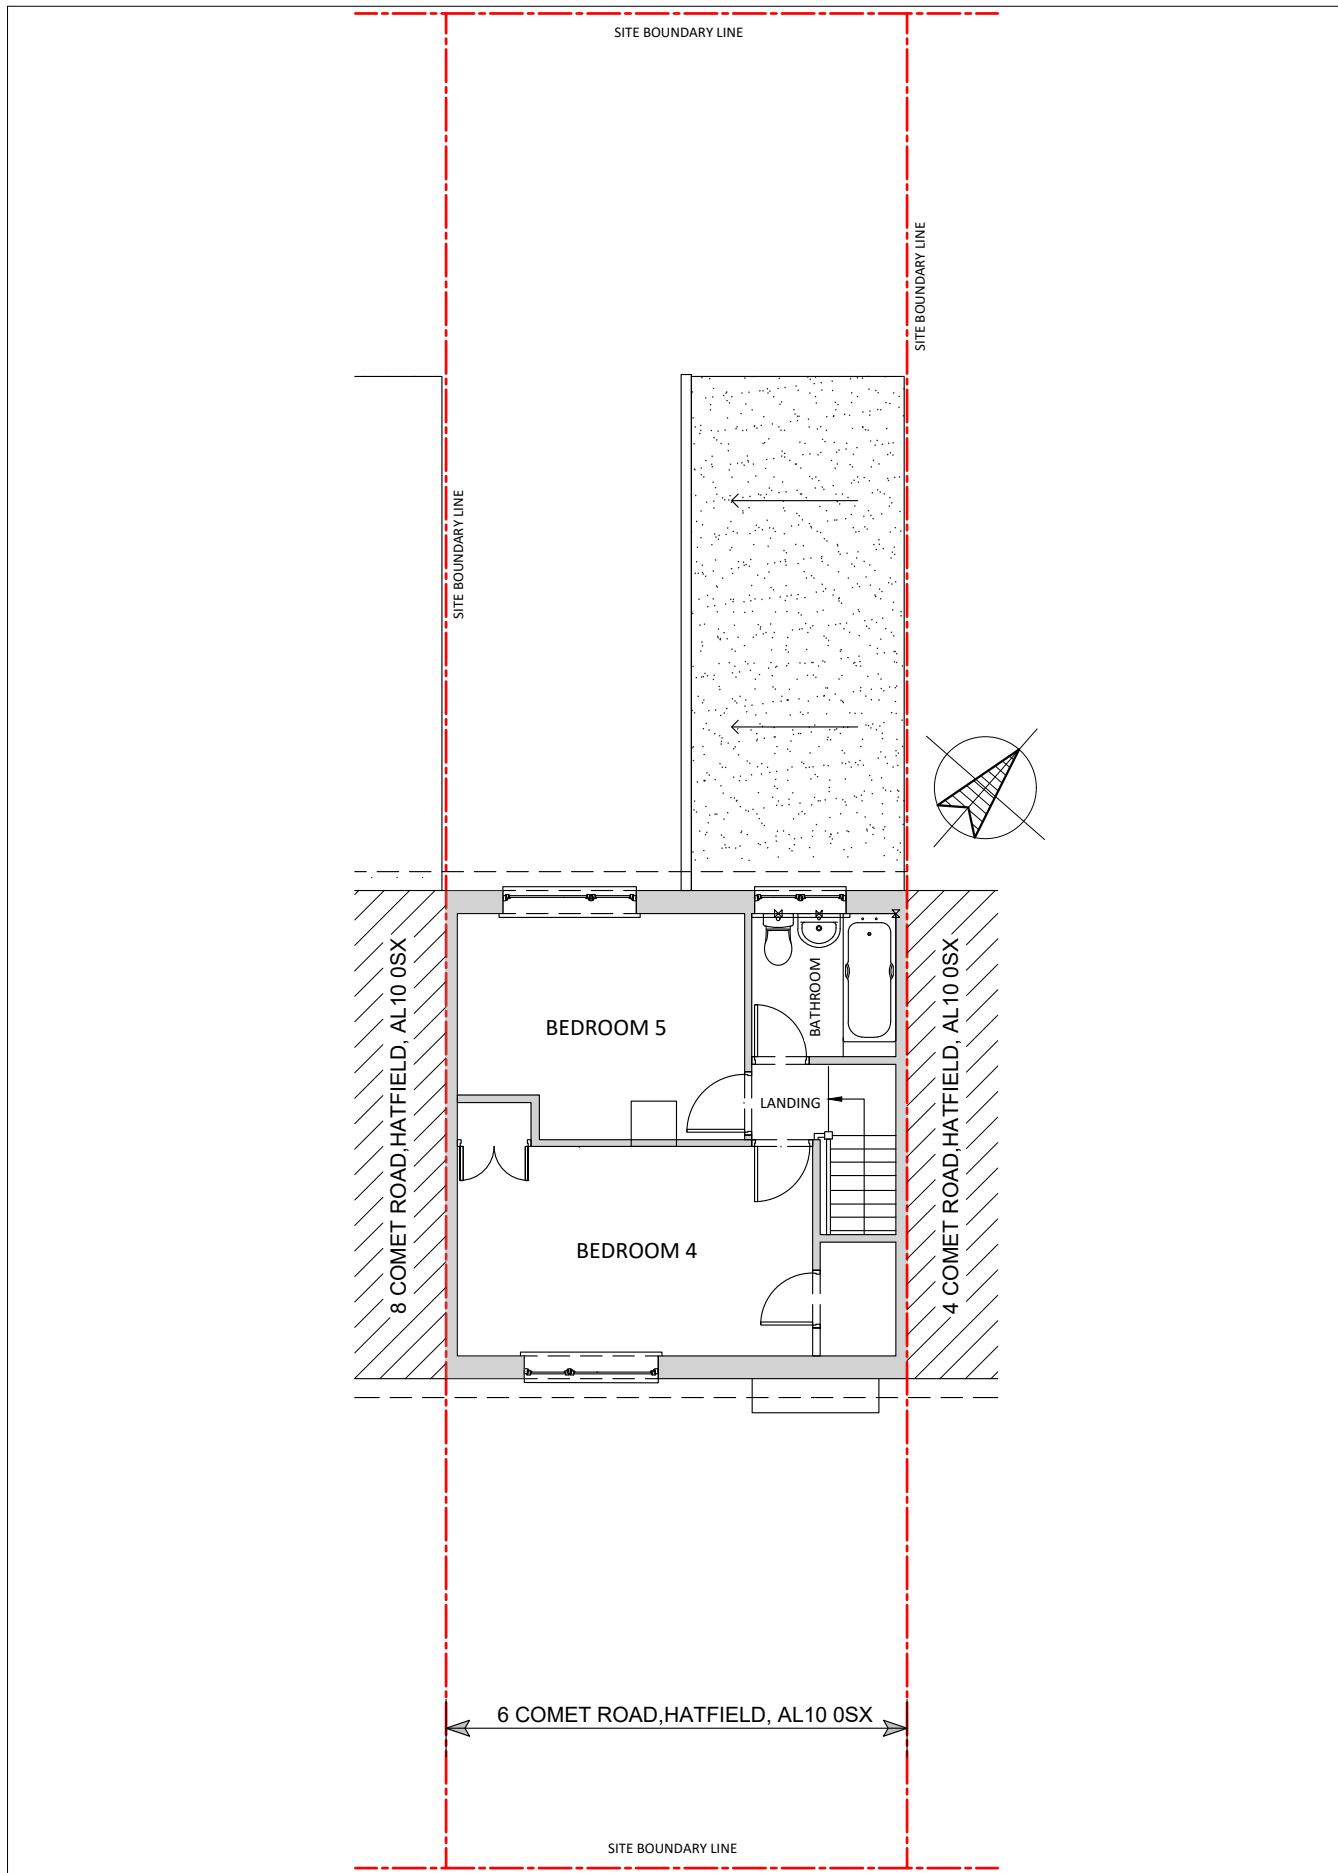 SITE BOUNDARY LINE
SITE BOUNDARY LINE
SITE BOUNDARY LINE
8 COMET ROAD,HATFIELD, AL10 0SX
BEDROOM 5
BATHROOM
4 COMET ROAD,HATFIELD, AL10 0SX
LANDING
BEDROOM 4
6 COMET ROAD,HATFIELD, AL10 0SX
SITE BOUNDARY LINE